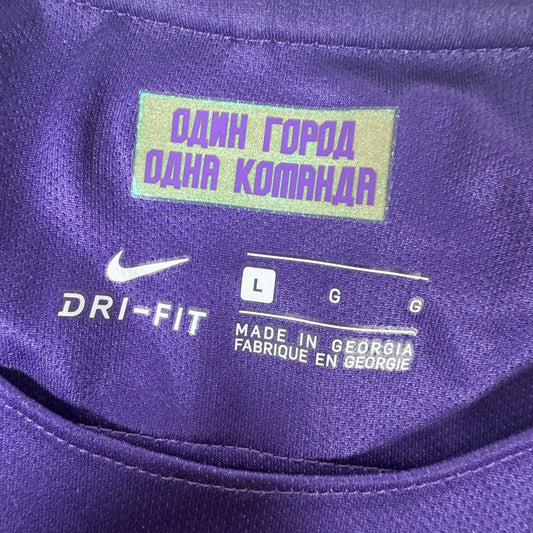 ОДИН ГОРОД
ОДНА КОМАНДА
DRI-FIT
L G G
MADE IN GEORGIA
FABRIQUE EN GEORGIE